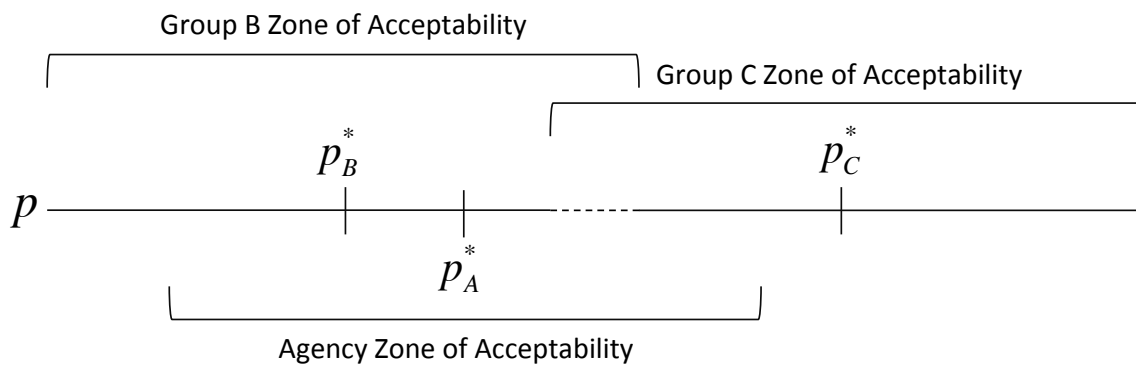 Group B Zone of Acceptability
Group C Zone of Acceptability
p*B
p*C
p
p*A
Agency Zone of Acceptability